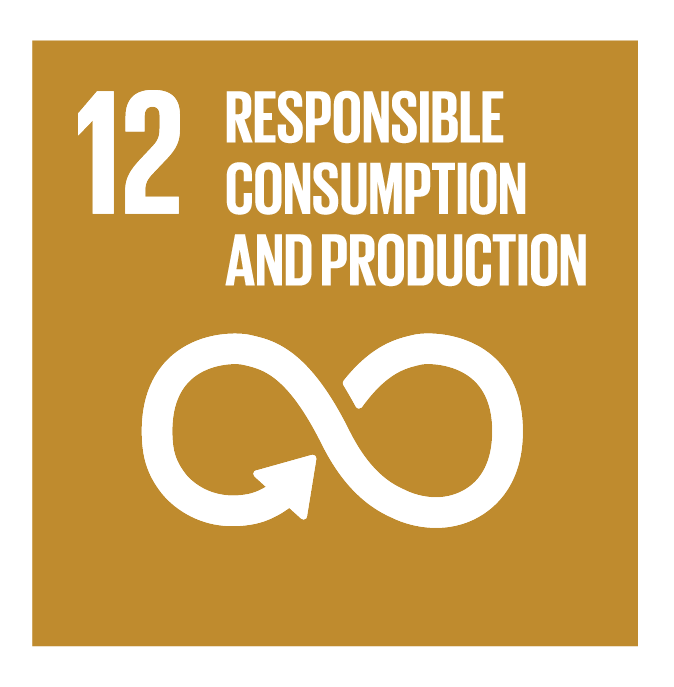 12
RESPONSIBLE
CONSUMPTION
AND PRODUCTION